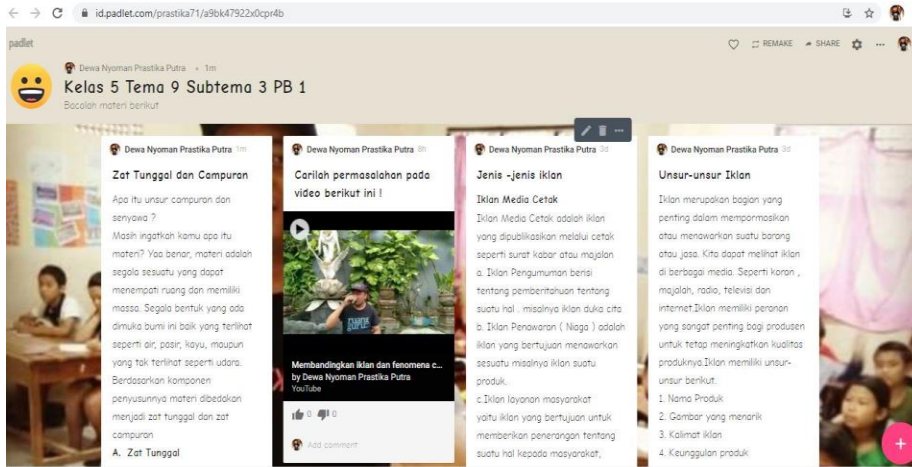 id.padlet.com/prastika71/a9bk47922x0cpr4b
padlet
REMAKE
SHARE
Dewa Nyoman Prastika Putra • 1m
Kelas 5 Tema 9 Subtema 3 PB 1
Bacalah materi berikut
Dewa Nyoman Prastika Putra 1m
Zat Tunggal dan Campuran
Apa itu unsur campuran dan
senyawa ?
Masih ingatkah kamu apa itu
materi? Yaa benar, materi adalah
segala sesuatu yang dapat
menempati ruang dan memiliki
massa. Segala bentuk yang ada
dimuka bumi ini baik yang terlihat
seperti air, pasir, kayu, maupun
yang tak terlihat seperti udara.
Berdasarkan komponen
penyusunnya materi dibedakan
menjadi zat tunggal dan zat
campuran
A. Zat Tunggal
Dewa Nyoman Prastika Putra 8h
Carilah permasalahan pada
video berikut ini !
ruang
guru
Membandingkan iklan dan fenomena c...
by Dewa Nyoman Prastika Putra
YouTube
0
0
Add comment
Dewa Nyoman Prastika Putra 3d
Jenis -jenis iklan
Iklan Media Cetak
Iklan Media Cetak adalah iklan
yang dipublikasikan melalui cetak
seperti surat kabar atau majalan
a. Iklan Pengumuman berisi
tentang pemberitahuan tentang
suatu hal . misalnya iklan duka cita
b. Iklan Penawaran ( Niaga ) adalah
iklan yang bertujuan menawarkan
sesuatu misalnya iklan suatu
produk.
c.Iklan layanan masyarakat
yaitu iklan yang bertujuan untuk
memberikan penerangan tentang
suatu hal kepada masyarakat,
Dewa Nyoman Prastika Putra 3d
Unsur-unsur Iklan
Iklan merupakan bagian yang
penting dalam mempormasikan
atau menawarkan suatu barang
atau jasa. Kita dapat melihat iklan
di berbagai media. Seperti koran ,
majalah, radio, televisi dan
internet.Iklan memiliki peranan
yang sangat penting bagi produsen
untuk tetap meningkatkan kualitas
produknya.Iklan memiliki unsur-
unsur berikut.
1. Nama Produk
2. Gambar yang menarik
3. Kalimat iklan
4. Keunggulan produk